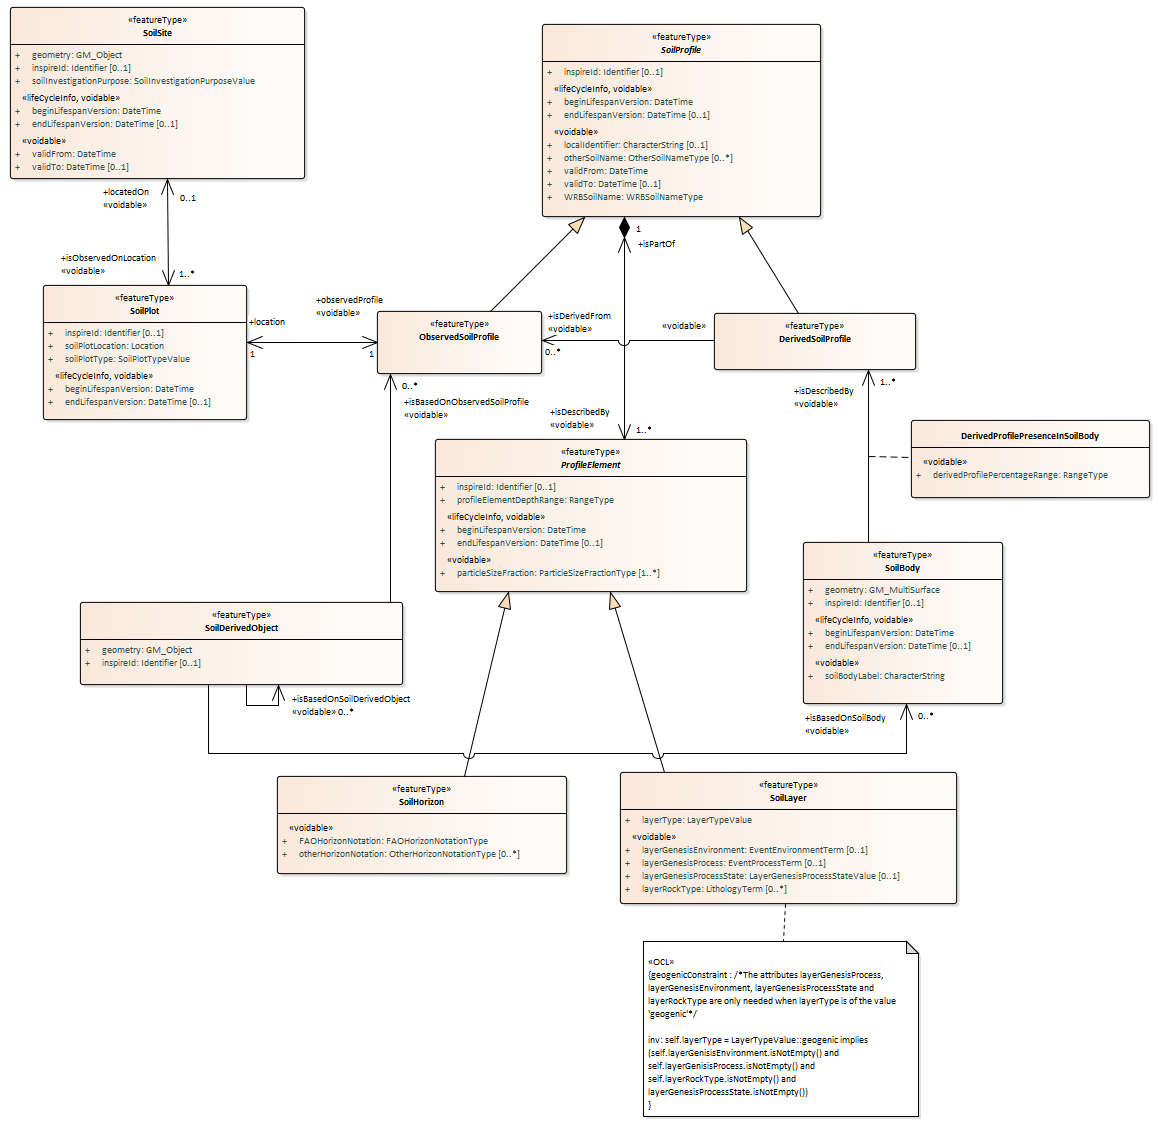 «featureType»
SoilSite
+ geometry: GM_Object
+ inspireId: Identifier [0..1]
+ soilInvestigationPurpose: SoilInvestigationPurposeValue
«lifeCycleInfo, voidable»
+ beginLifespanVersion: DateTime
+ endLifespanVersion: DateTime [0..1]
«voidable»
+ validFrom: DateTime
+ validTo: DateTime [0..1]
«featureType»
SoilProfile
+ inspireId: Identifier [0..1]
«lifeCycleInfo, voidable»
+ beginLifespanVersion: DateTime
+ endLifespanVersion: DateTime [0..1]
«voidable»
+ localIdentifier: CharacterString [0..1]
+ otherSoilName: OtherSoilNameType [0..*]
+ validFrom: DateTime
+ validTo: DateTime [0..1]
+ WRBSoilName: WRBSoilNameType
+locatedOn
«voidable»
0..1
+isObservedOnLocation
«voidable»
1..*
1
+isPartOf
«featureType»
SoilPlot
+ inspireId: Identifier [0..1]
+ soilPlotLocation: Location
+ soilPlotType: SoilPlotTypeValue
«lifeCycleInfo, voidable»
+ beginLifespanVersion: DateTime
+ endLifespanVersion: DateTime [0..1]
+location
1
+observedProfile
«voidable»
1
«featureType»
ObservedSoilProfile
+isDerivedFrom
«voidable»
0..*
«voidable»
«featureType»
DerivedSoilProfile
0..*
+isBasedOnObservedSoilProfile
«voidable»
+isDescribedBy
«voidable»
1..*
+isDescribedBy
«voidable»
1..*
DerivedProfilePresenceInSoilBody
«voidable»
+ derivedProfilePercentageRange: RangeType
«featureType»
ProfileElement
+ inspireId: Identifier [0..1]
+ profileElementDepthRange: RangeType
«lifeCycleInfo, voidable»
+ beginLifespanVersion: DateTime
+ endLifespanVersion: DateTime [0..1]
«voidable»
+ particleSizeFraction: ParticleSizeFractionType [1..*]
«featureType»
SoilBody
+ geometry: GM_MultiSurface
+ inspireId: Identifier [0..1]
«lifeCycleInfo, voidable»
+ beginLifespanVersion: DateTime
+ endLifespanVersion: DateTime [0..1]
«voidable»
+ soilBodyLabel: CharacterString
«featureType»
SoilDerivedObject
+ geometry: GM_Object
+ inspireId: Identifier [0..1]
+isBasedOnSoilDerivedObject
«voidable» 0..*
+isBasedOnSoilBody
«voidable»
0..*
«featureType»
SoilHorizon
«voidable»
+ FAOHorizonNotation: FAOHorizonNotationType
+ otherHorizonNotation: OtherHorizonNotationType [0..*]
«featureType»
SoilLayer
+ layerType: LayerTypeValue
«voidable»
+ layerGenesisEnvironment: EventEnvironmentTerm [0..1]
+ layerGenesisProcess: EventProcessTerm [0..1]
+ layerGenesisProcessState: LayerGenesisProcessStateValue [0..1]
+ layerRockType: LithologyTerm [0..*]
«OCL»
{geogenicConstraint : /*The attributes layerGenesisProcess,
layerGenesisEnvironment, layerGenesisProcessState and
layerRockType are only needed when layerType is of the value
'geogenic'*/
inv: self.layerType = LayerTypeValue::geogenic implies
(self.layerGenisisEnvironment.isNotEmpty() and
self.layerGenisisProcess.isNotEmpty() and
self.layerRockType.isNotEmpty() and
layerGenesisProcessState.isNotEmpty())
}